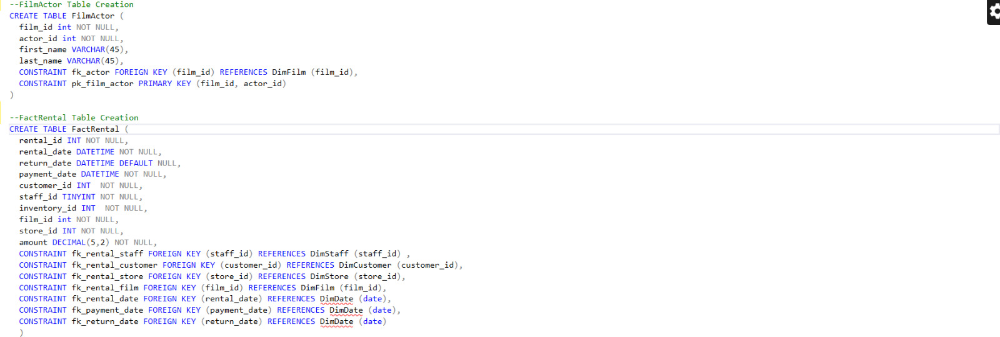 --FilmActor Table Creation
CREATE TABLE FilmActor (
  film_id int NOT NULL,
  actor_id int NOT NULL,
  first_name VARCHAR(45),
  last_name VARCHAR(45),
  CONSTRAINT fk_actor FOREIGN KEY (film_id) REFERENCES DimFilm (film_id),
  CONSTRAINT pk_film_actor PRIMARY KEY (film_id, actor_id)
)
--FactRental Table Creation
CREATE TABLE FactRental (
  rental_id INT NOT NULL,
  rental_date DATETIME NOT NULL,
  return_date DATETIME DEFAULT NULL,
  payment_date DATETIME NOT NULL,
  customer_id INT  NOT NULL,
  staff_id TINYINT NOT NULL,
  inventory_id INT  NOT NULL,
  film_id int NOT NULL,
  store_id INT NOT NULL,
  amount DECIMAL(5,2) NOT NULL,
  CONSTRAINT fk_rental_staff FOREIGN KEY (staff_id) REFERENCES DimStaff (staff_id) ,
  CONSTRAINT fk_rental_customer FOREIGN KEY (customer_id) REFERENCES DimCustomer (customer_id),
  CONSTRAINT fk_rental_store FOREIGN KEY (store_id) REFERENCES DimStore (store_id),
  CONSTRAINT fk_rental_film FOREIGN KEY (film_id) REFERENCES DimFilm (film_id),
  CONSTRAINT fk_rental_date FOREIGN KEY (rental_date) REFERENCES DimDate (date),
  CONSTRAINT fk_payment_date FOREIGN KEY (payment_date) REFERENCES DimDate (date),
  CONSTRAINT fk_return_date FOREIGN KEY (return_date) REFERENCES DimDate (date)
  )